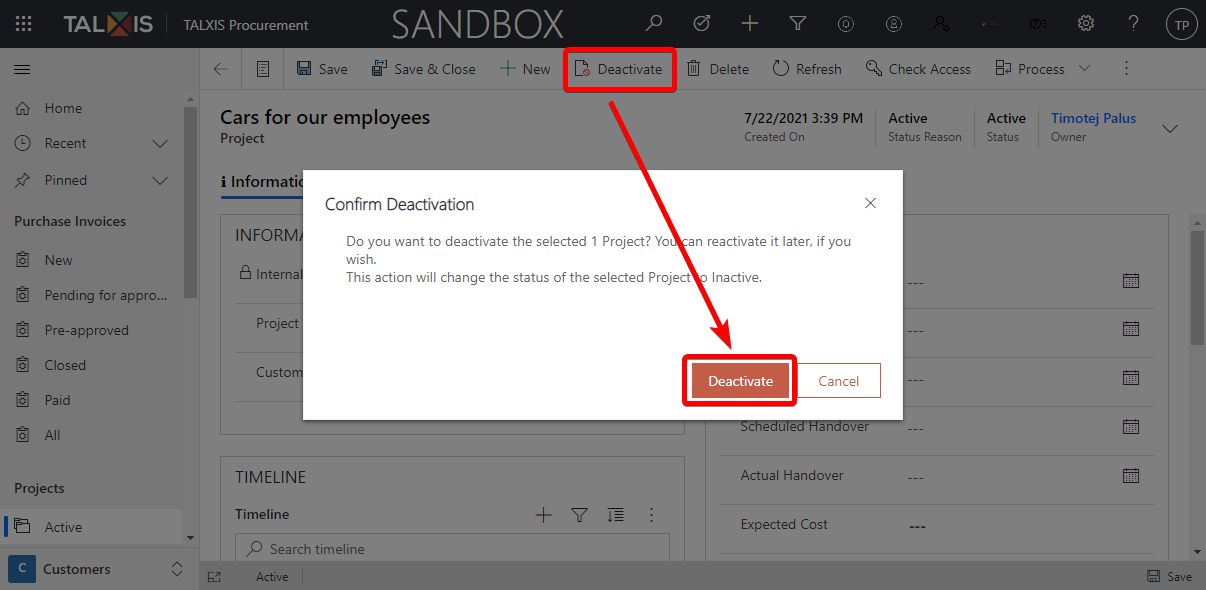 TALXIS
TALXIS Procurement
SANDBOX
TP
Save
Save & Close
New
Deactivate
Delete
Refresh
Check Access
Process
Home
Recent
Pinned
Purchase Invoices
New
Pending for appro...
Pre-approved
Closed
Paid
All
Projects
Active
C
Customers
Cars for our employees
Project
7/22/2021 3:39 PM
Created On
Active
Status Reason
Active
Status
Timotej Palus
Owner
Confirm Deactivation
Do you want to deactivate the selected 1 Project? You can reactivate it later, if you
wish.
This action will change the status of the selected Project to Inactive.
Deactivate
Cancel
Project
---
---
---
Scheduled Handover
---
Actual Handover
---
Expected Cost
---
TIMELINE
Timeline
Search timeline
Active
Save